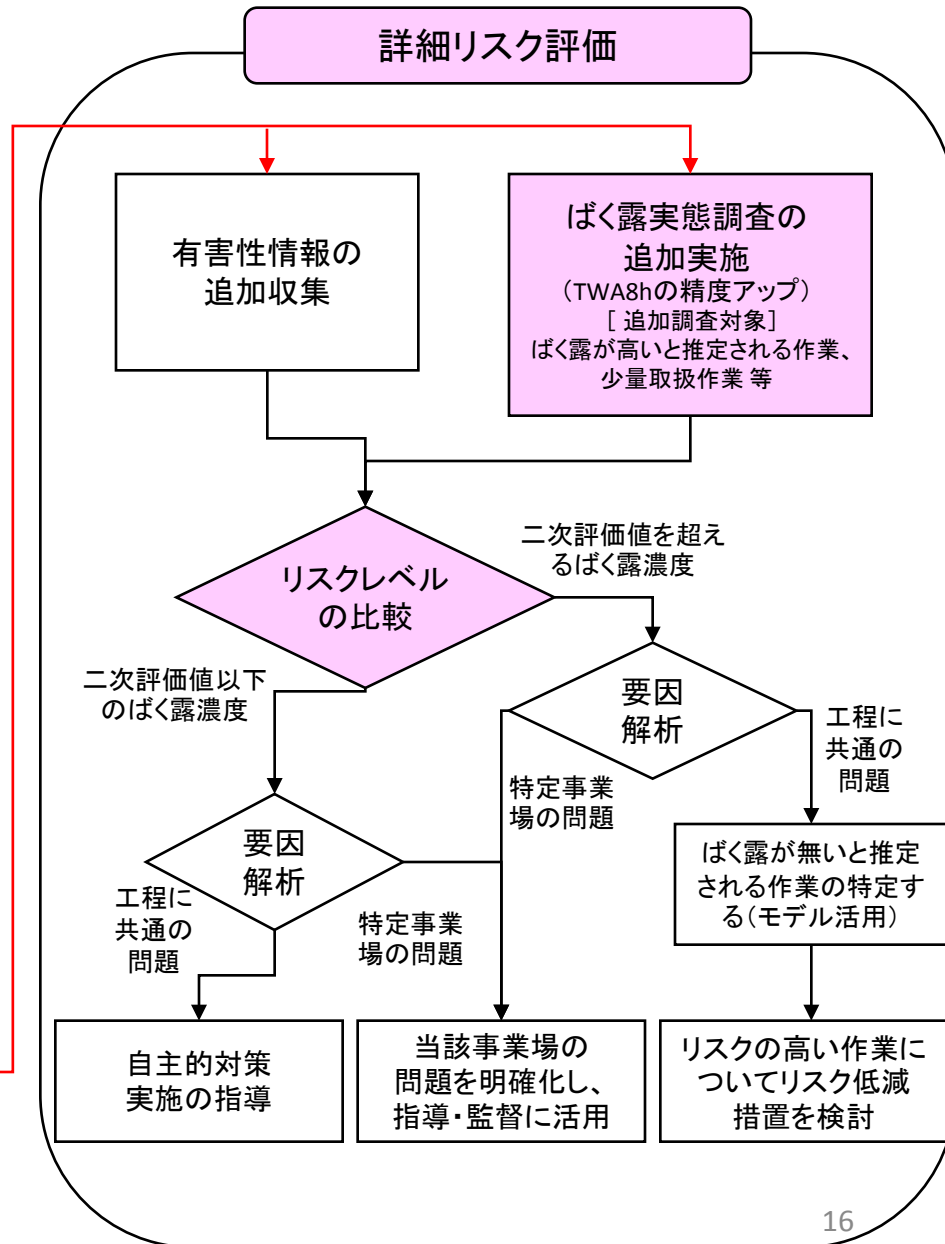 詳細リスク評価
有害性情報の
追加収集
ばく露実態調査の
追加実施
（TWA8hの精度アップ）
［ 追加調査対象］
ばく露が高いと推定される作業、
少量取扱作業 等
リスクレベル
の比較
二次評価値を超え
るばく露濃度
二次評価値以下
のばく露濃度
要因
解析
工程に
共通の
問題
特定事業
場の問題
ばく露が無いと推定
される作業の特定す
る（モデル活用）
要因
解析
工程に
共通の
問題
特定事業
場の問題
自主的対策
実施の指導
当該事業場の
問題を明確化し、
指導・監督に活用
リスクの高い作業に
ついてリスク低減
措置を検討
16